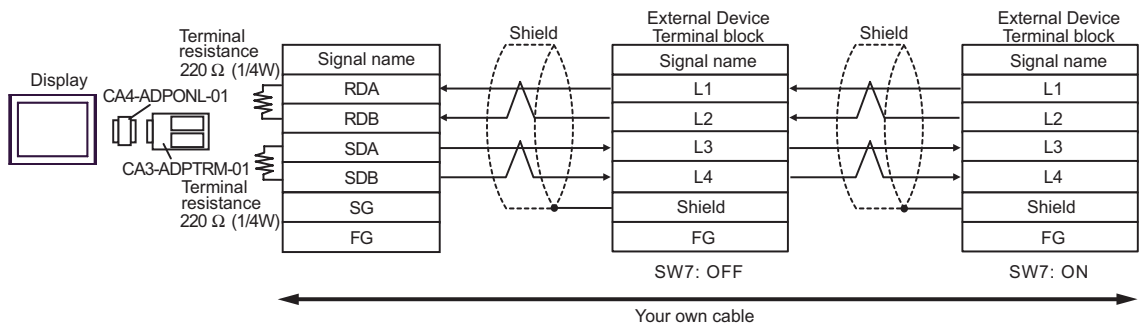 Display
CA4-ADPONL-01
CA3-ADPTRM-01
Terminal
resistance
220 Ω (1/4W)
Terminal
resistance
220 Ω (1/4W)
Signal name
RDA
RDB
SDA
SDB
SG
FG
Shield
External Device
Terminal block
Signal name
L1
L2
L3
L4
Shield
FG
SW7: OFF
Shield
External Device
Terminal block
Signal name
L1
L2
L3
L4
Shield
FG
SW7: ON
Your own cable